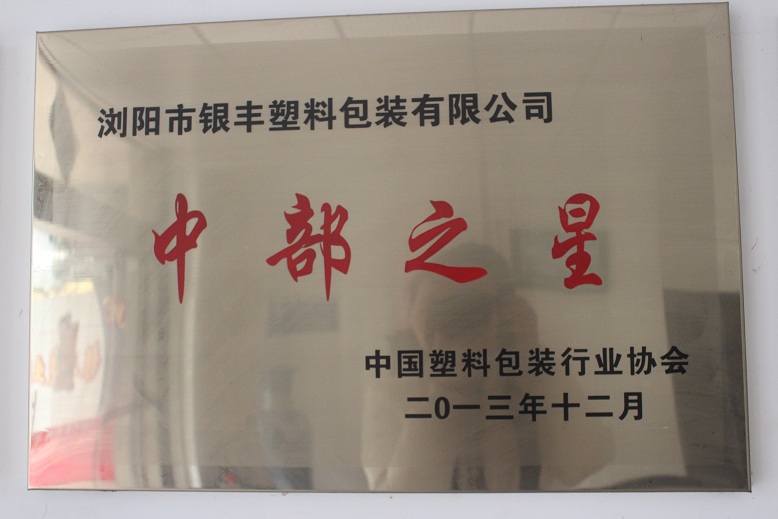 浏阳市银丰塑料包装有限公司
中部之星
中国塑料包装行业协会
二0一三年十二月